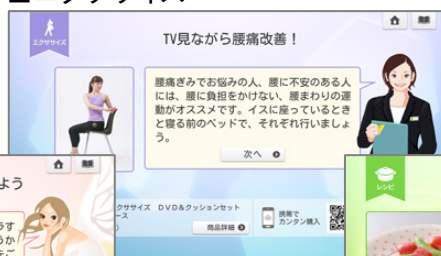 ■エクササイズ
エクササイズ
TV見ながら腰痛改善！
腰痛ぎみでお悩みの人、腰に不安のある人
には、腰に負担をかけない、腰まわりの運
動がオススメです。イスに座っているとき
と寝る前のベッドで、それぞれ行いましょ
う。
次へ
よう
クササイズ DVD&クッションセット
ース
商品詳細
携帯で
カンタン購入
レシピ